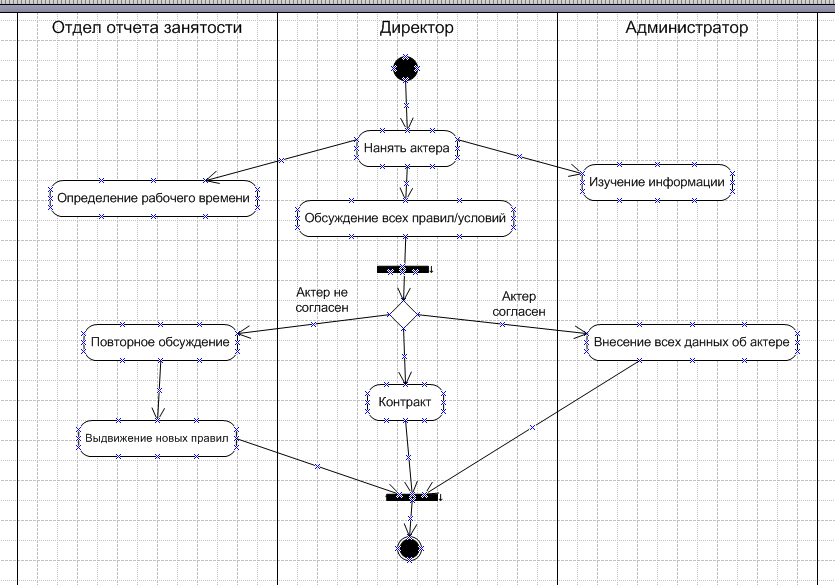 Отдел отчета занятости
Директор
Администратор
Нанять актера
Изучение информации
Определение рабочего времени
Обсуждение всех правил/условий
Актер не
согласен
Актер
согласен
Повторное обсуждение
Внесение всех данных об актере
Контракт
Выдвижение новых правил